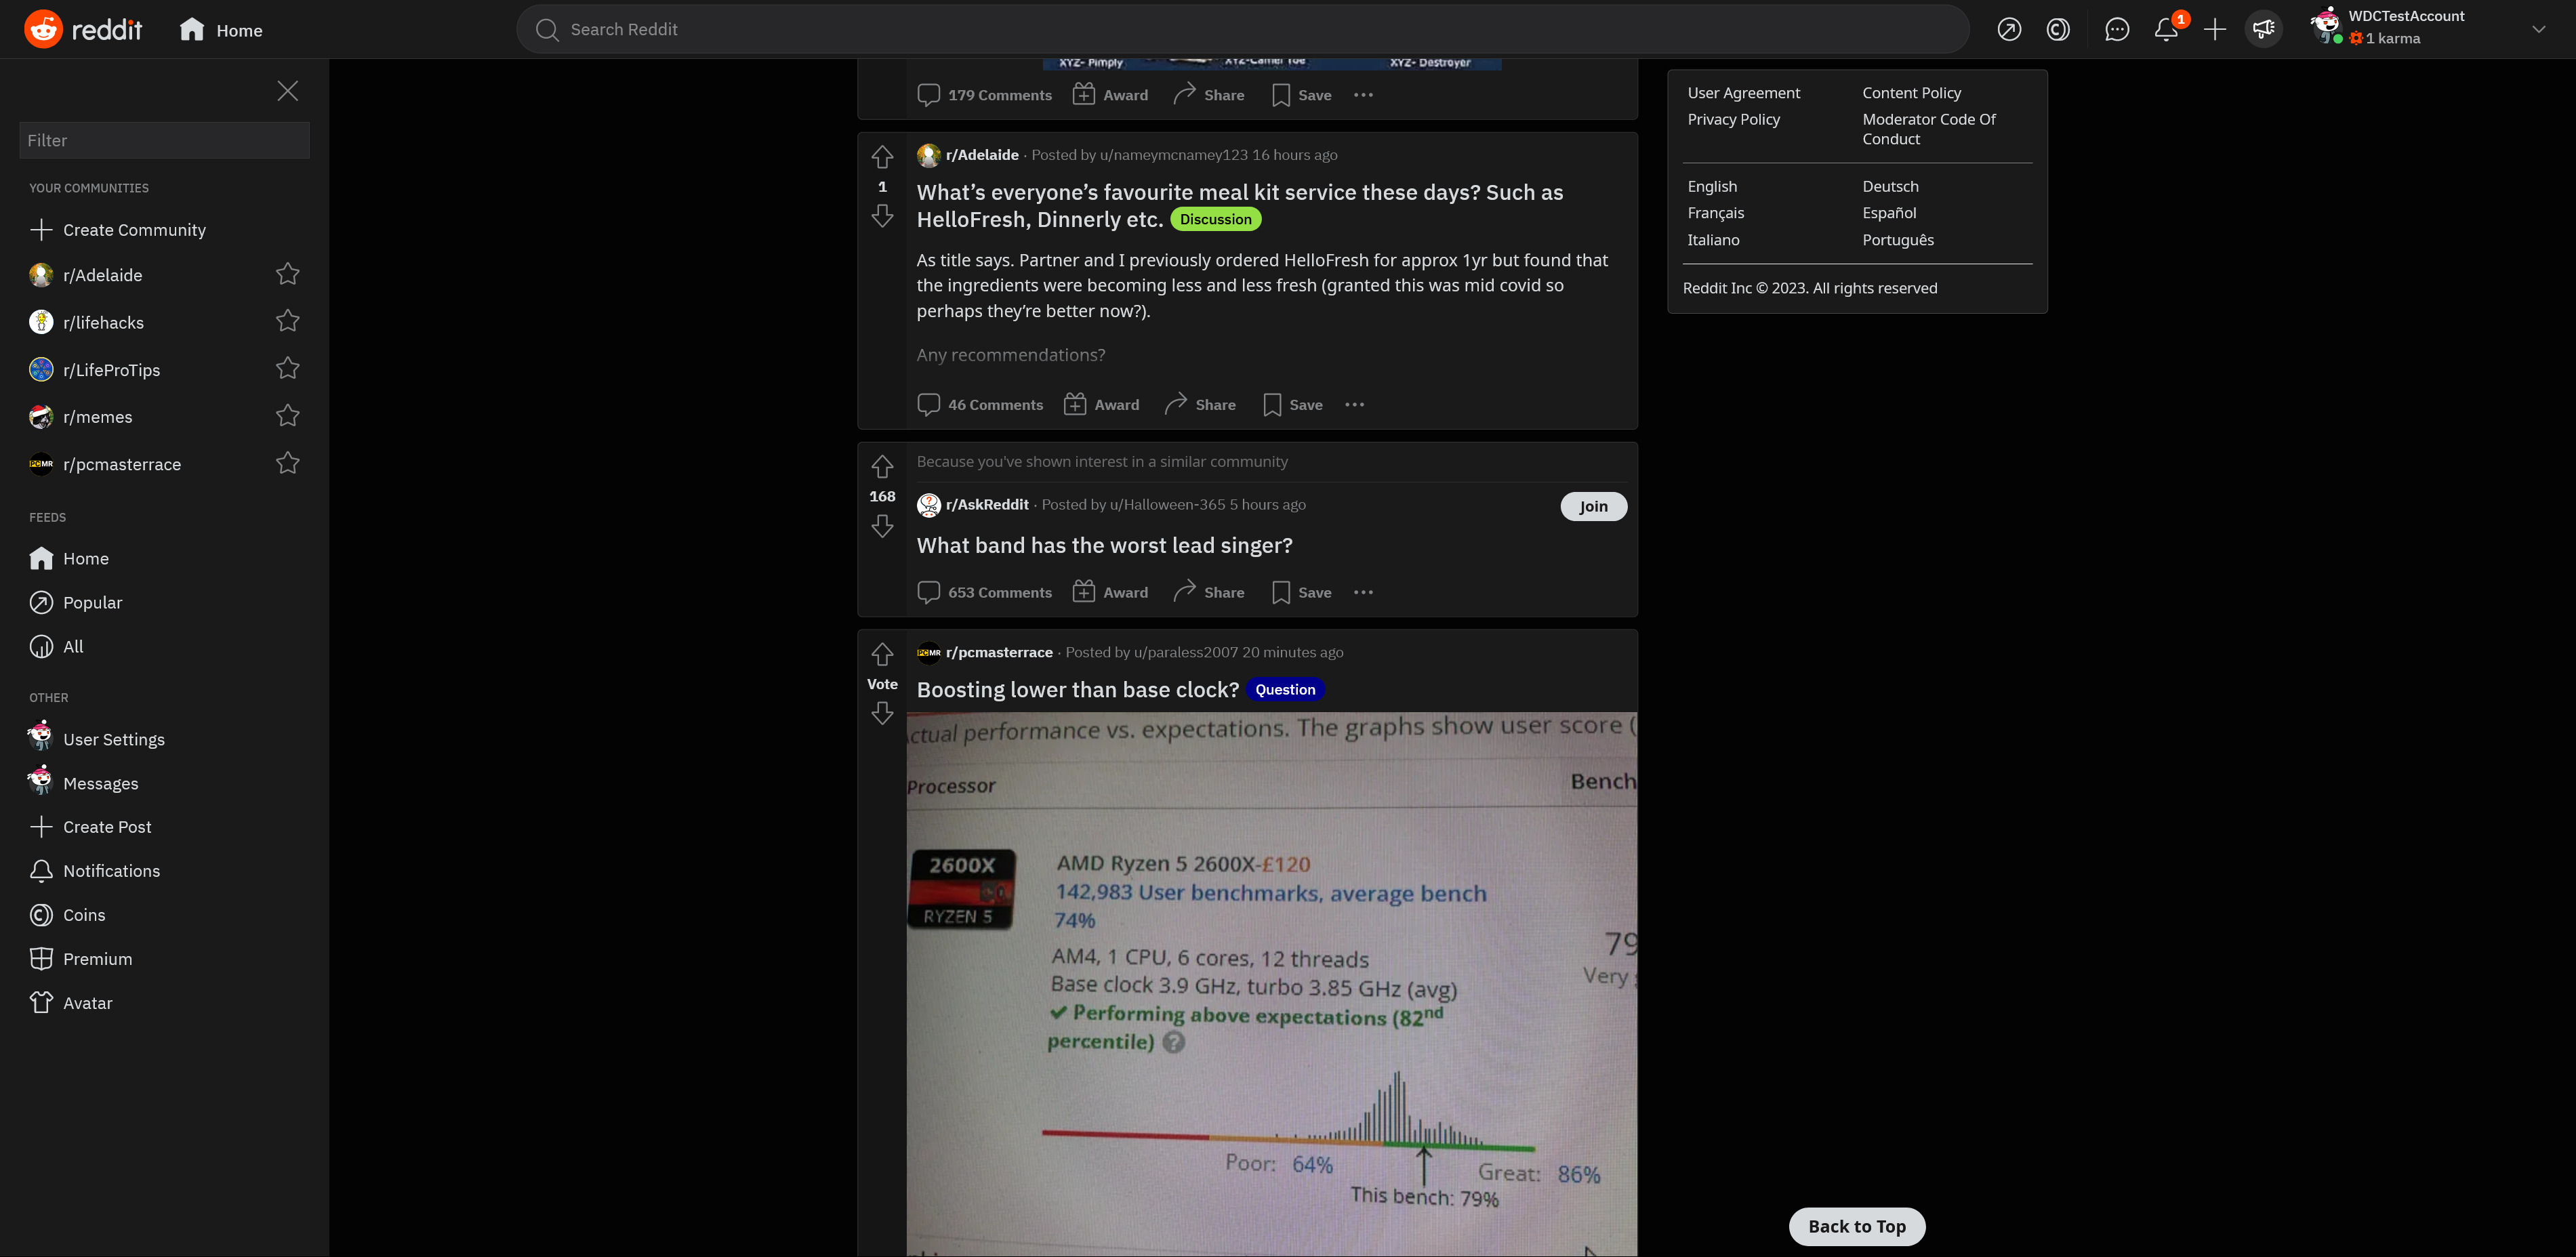 reddit
Home
Search Reddit
1
WDCTestAccount
1 karma
Filter
YOUR COMMUNITIES
Create Community
r/Adelaide
r/lifehacks
r/LifeProTips
r/memes
r/pcmasterrace
FEEDS
Home
Popular
All
OTHER
User Settings
Messages
Create Post
Notifications
Coins
Premium
Avatar
XYZ- Pimply XYZ-Camel Toe XYZ- Destroyer
179 Comments Award Share Save
r/Adelaide · Posted by u/nameymcnamey123 16 hours ago
1
What’s everyone’s favourite meal kit service these days? Such as
HelloFresh, Dinnerly etc. Discussion
As title says. Partner and I previously ordered HelloFresh for approx 1yr but found that
the ingredients were becoming less and less fresh (granted this was mid covid so
perhaps they’re better now?).
Any recommendations?
46 Comments Award Share Save
Because you've shown interest in a similar community
168
r/AskReddit · Posted by u/Halloween-365 5 hours ago
Join
What band has the worst lead singer?
653 Comments Award Share Save
r/pcmasterrace · Posted by u/paraless2007 20 minutes ago
Vote
Boosting lower than base clock? Question
ctual performance vs. expectations. The graphs show user score (
Processor Bench
2600X
RYZEN 5
AMD Ryzen 5 2600X-£120
142,983 User benchmarks, average bench
74%
AM4, 1 CPU, 6 cores, 12 threads
Base clock 3.9 GHz, turbo 3.85 GHz (avg)
✔ Performing above expectations (82nd
percentile) ?
79
Very
Poor: 64%
Great: 86%
This bench: 79%
User Agreement Content Policy
Privacy Policy Moderator Code Of
Conduct
English Deutsch
Français Español
Italiano Português
Reddit Inc © 2023. All rights reserved
Back to Top